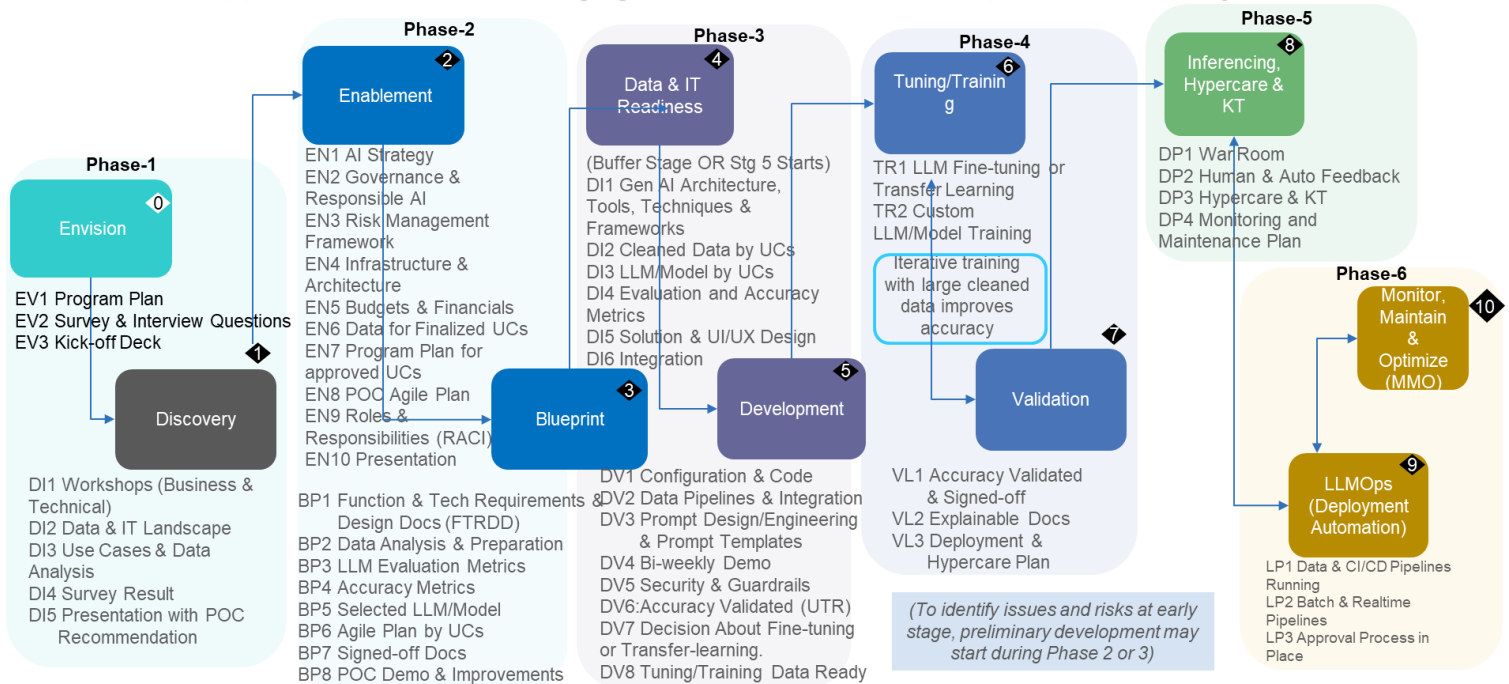 Phase-1
0
Envision
EV1 Program Plan
EV2 Survey & Interview Questions
EV3 Kick-off Deck
1
Discovery
DI1 Workshops (Business &
Technical)
DI2 Data & IT Landscape
DI3 Use Cases & Data
Analysis
DI4 Survey Result
DI5 Presentation with POC
Recommendation
Phase-2
2
Enablement
EN1 AI Strategy
EN2 Governance &
Responsible AI
EN3 Risk Management
Framework
EN4 Infrastructure &
Architecture
EN5 Budgets & Financials
EN6 Data for Finalized UCs
EN7 Program Plan for
approved UCs
EN8 POC Agile Plan
EN9 Roles &
Responsibilities (RACI)
EN10 Presentation
3
Blueprint
BP1 Function & Tech Requirements &
Design Docs (FTRDD)
BP2 Data Analysis & Preparation
BP3 LLM Evaluation Metrics
BP4 Accuracy Metrics
BP5 Selected LLM/Model
BP6 Agile Plan by UCs
BP7 Signed-off Docs
BP8 POC Demo & Improvements
Phase-3
4
Data & IT
Readiness
(Buffer Stage OR Stg 5 Starts)
DI1 Gen AI Architecture,
Tools, Techniques &
Frameworks
DI2 Cleaned Data by UCs
DI3 LLM/Model by UCs
DI4 Evaluation and Accuracy
Metrics
DI5 Solution & UI/UX Design
DI6 Integration
5
Development
DV1 Configuration & Code
DV2 Data Pipelines & Integration
DV3 Prompt Design/Engineering
& Prompt Templates
DV4 Bi-weekly Demo
DV5 Security & Guardrails
DV6:Accuracy Validated (UTR)
DV7 Decision About Fine-tuning
or Transfer-learning.
DV8 Tuning/Training Data Ready
Phase-4
6
Tuning/Trainin
g
TR1 LLM Fine-tuning or
Transfer Learning
TR2 Custom
LLM/Model Training
Iterative training
with large cleaned
data improves
accuracy
7
Validation
VL1 Accuracy Validated
& Signed-off
VL2 Explainable Docs
VL3 Deployment &
Hypercare Plan
(To identify issues and risks at early
stage, preliminary development may
start during Phase 2 or 3)
Phase-5
8
Inferencing,
Hypercare &
KT
DP1 War Room
DP2 Human & Auto Feedback
DP3 Hypercare & KT
DP4 Monitoring and
Maintenance Plan
Phase-6
10
Monitor,
Maintain
&
Optimize
(MMO)
9
LLMOps
(Deployment
Automation)
LP1 Data & CI/CD Pipelines
Running
LP2 Batch & Realtime
Pipelines
LP3 Approval Process in
Place